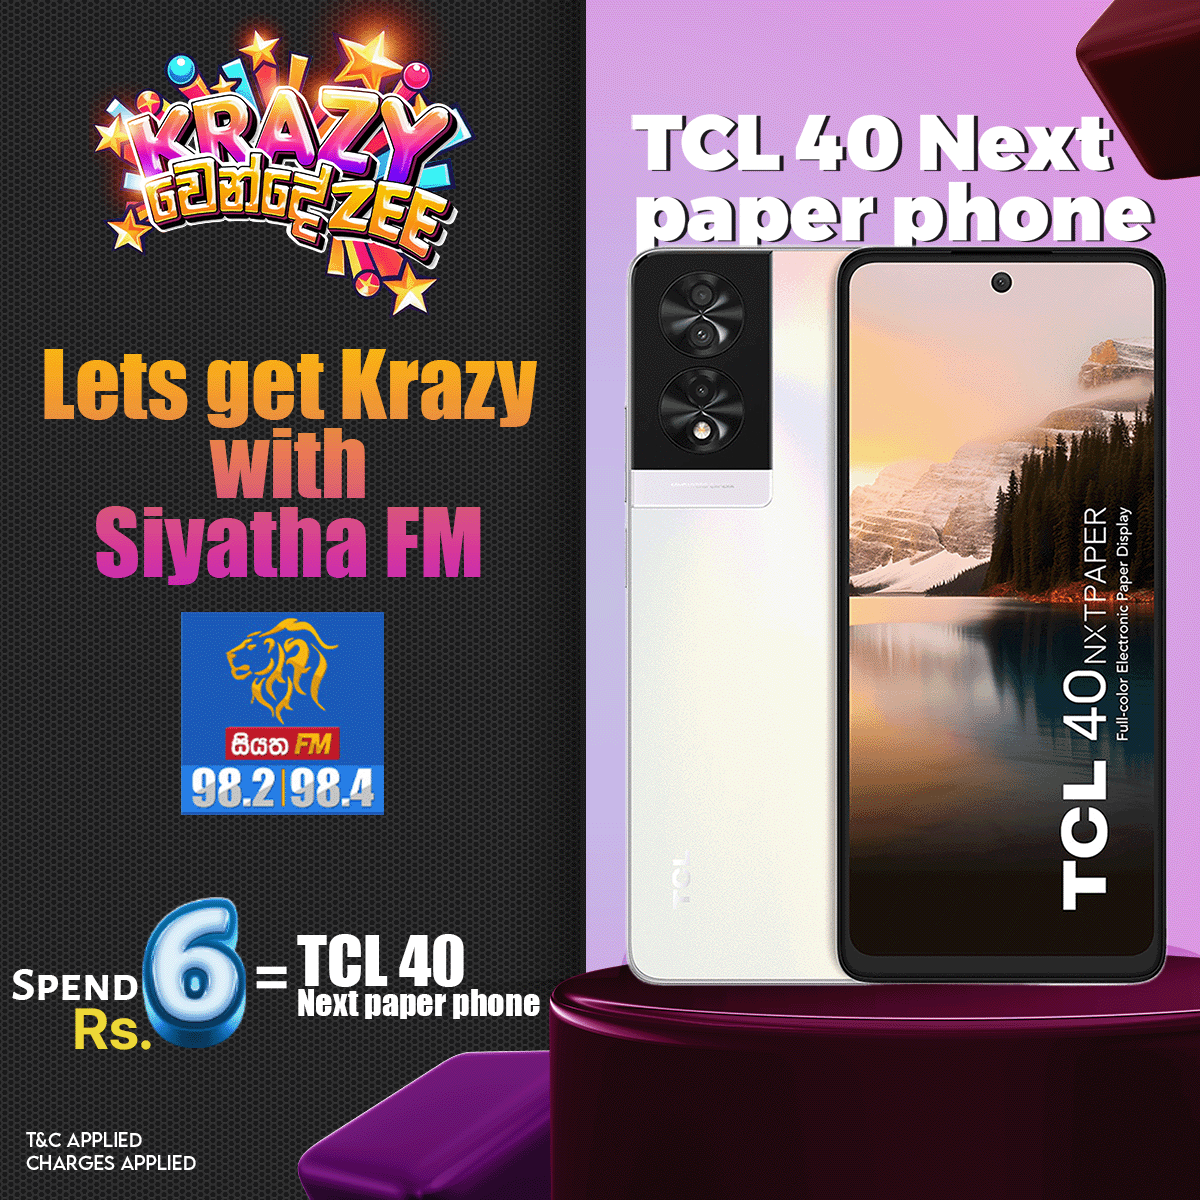 KRAZY
වෙන්දේZEE
Lets get Krazy
with
Siyatha FM
සියත FM
98.2|98.4
SPEND
Rs.6 = TCL 40
Next paper phone
T&C APPLIED
CHARGES APPLIED
TCL 40 Next
paper phone
TCL
TCL 40 NXTPAPER
Full-color Electronic Paper Display